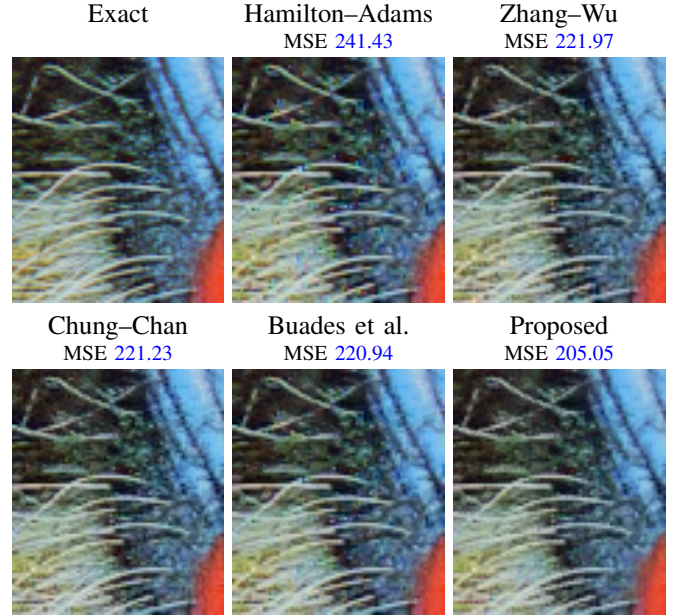 Exact
Hamilton–Adams
Zhang–Wu
MSE 241.43
MSE 221.97
Chung–Chan
Buades et al.
Proposed
MSE 221.23
MSE 220.94
MSE 205.05